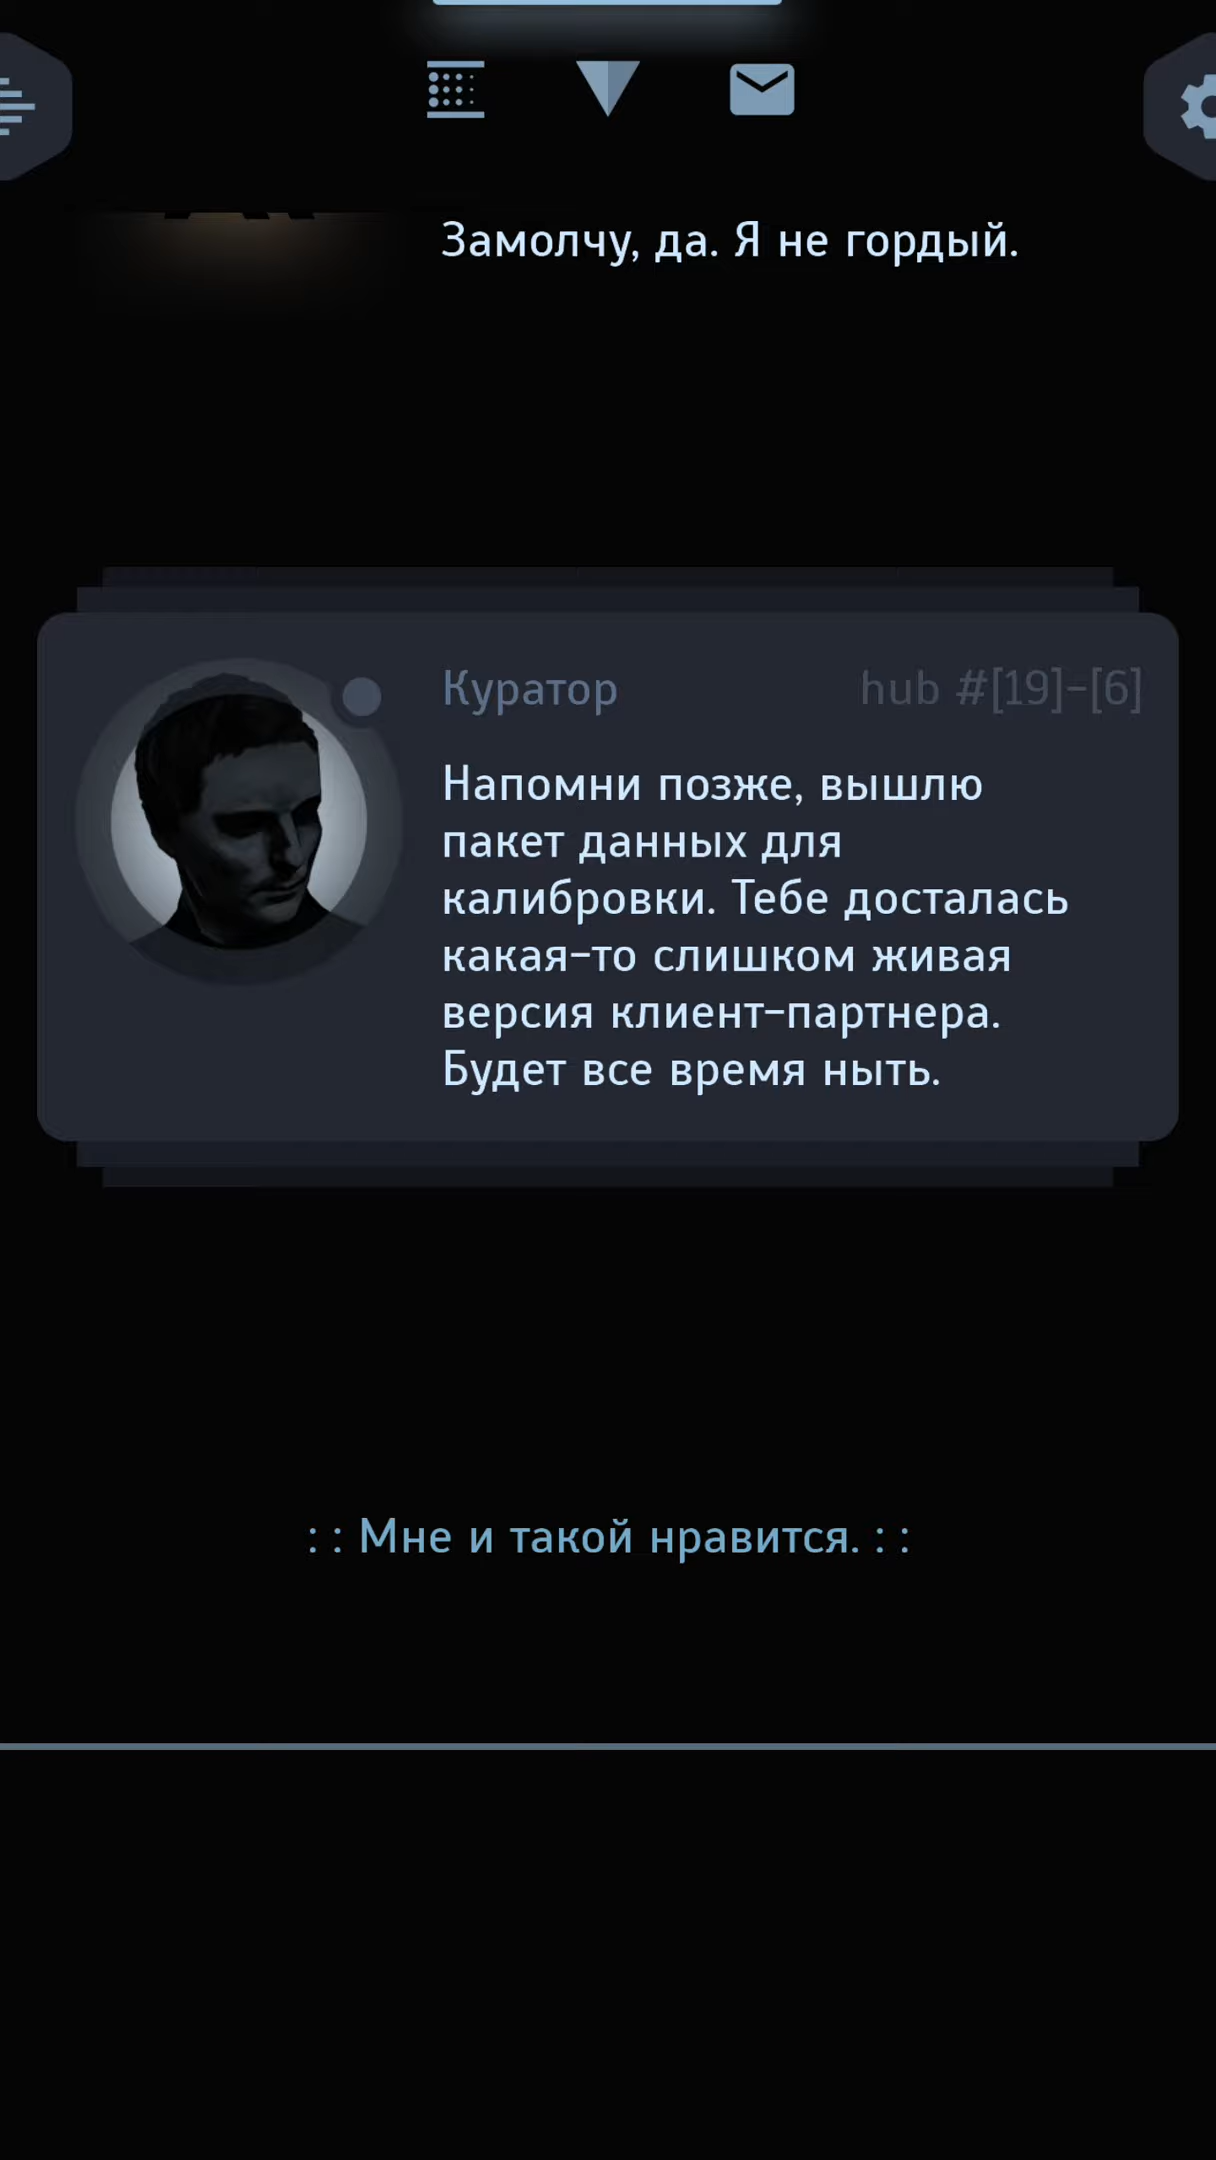 Замолчу, да. Я не гордый.
Куратор
hub #[19]-[6]
Напомни позже, вышлю
пакет данных для
калибровки. Тебе досталась
какая-то слишком живая
версия клиент-партнера.
Будет все время ныть.
: : Мне и такой нравится. : :